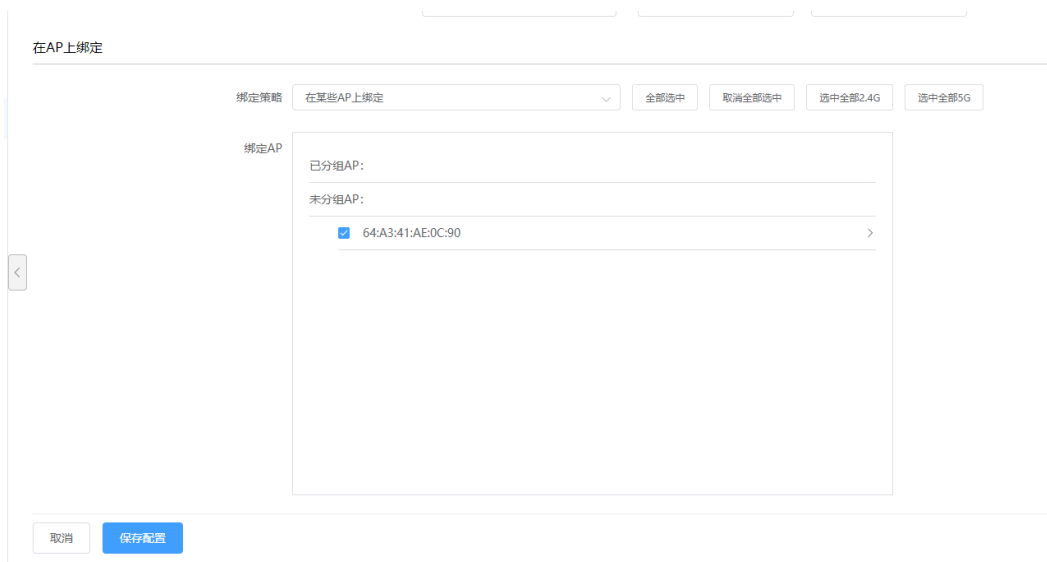 在AP上绑定
绑定策略 在某些AP上绑定 全部选中 取消全部选中 选中全部2.4G 选中全部5G
绑定AP
已分组AP：
未分组AP：
64:A3:41:AE:0C:90
取消 保存配置